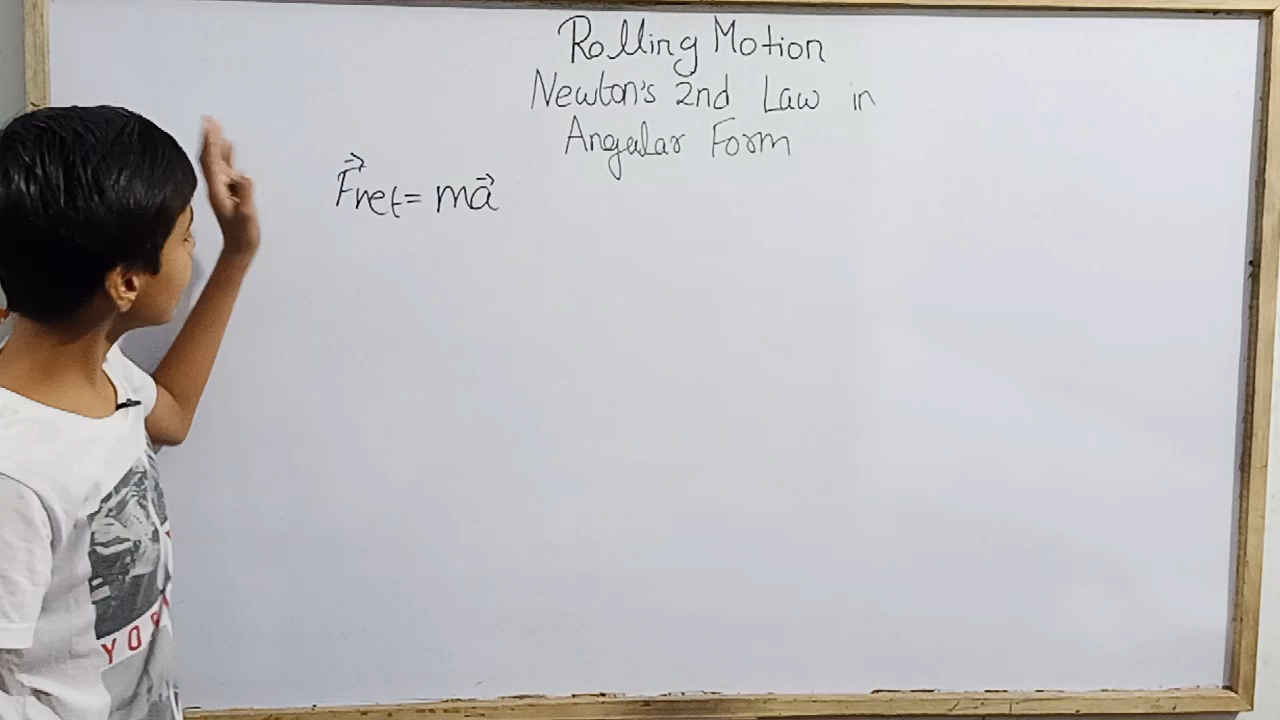 Rolling Motion
Newton's 2nd Law in
Angular Form
F⃗net = ma⃗